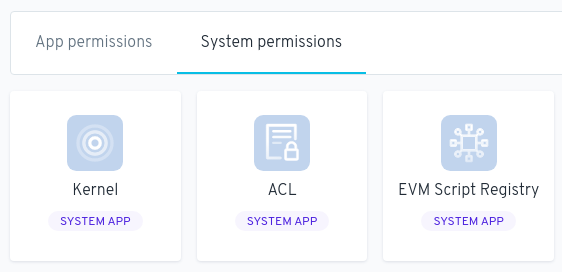 App permissions
System permissions
Kernel
ACL
EVM Script Registry
SYSTEM APP
SYSTEM APP
SYSTEM APP